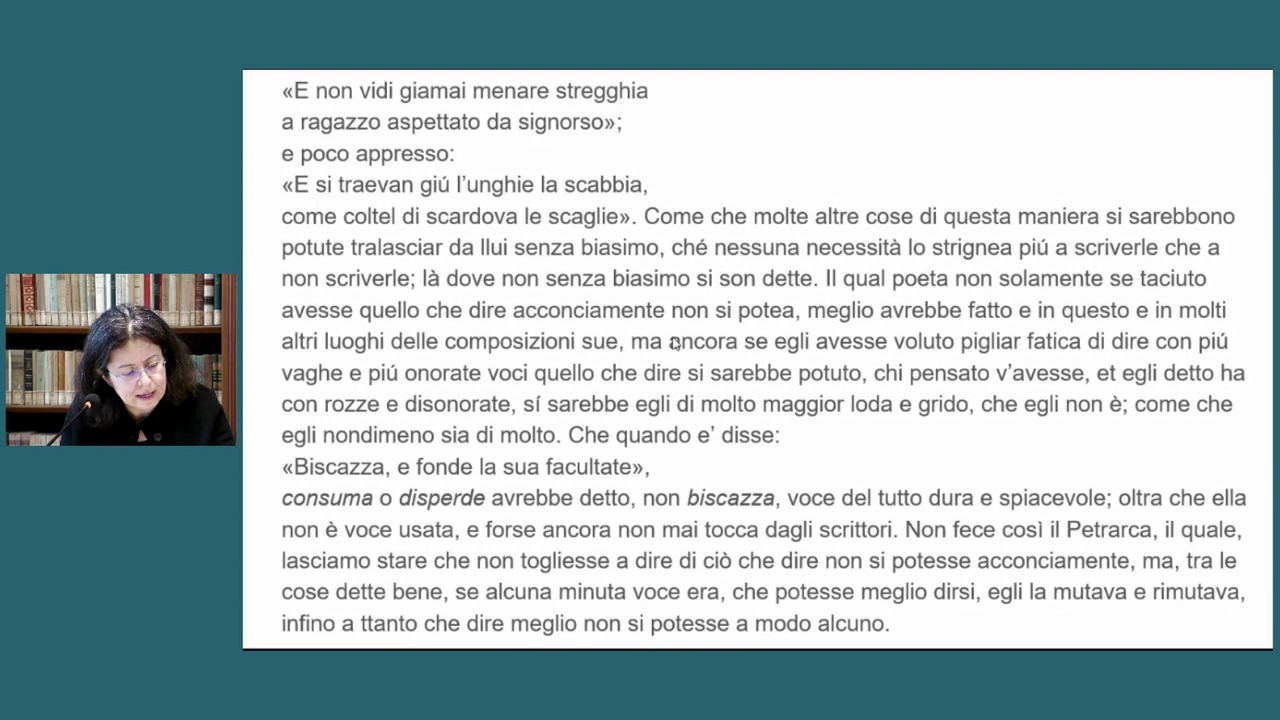 «E non vidi giamai menare stregghia
a ragazzo aspettato da signorso»;
e poco appresso:
«E si traevan giú l’unghie la scabbia,
come coltel di scardova le scaglie». Come che molte altre cose di questa maniera si sarebbono
potute tralasciar da llui senza biasimo, ché nessuna necessità lo strignea piú a scriverle che a
non scriverle; là dove non senza biasimo si son dette. Il qual poeta non solamente se taciuto
avesse quello che dire acconciamente non si potea, meglio avrebbe fatto e in questo e in molti
altri luoghi delle composizioni sue, ma ancora se egli avesse voluto pigliar fatica di dire con piú
vaghe e piú onorate voci quello che dire si sarebbe potuto, chi pensato v’avesse, et egli detto ha
con rozze e disonorate, sí sarebbe egli di molto maggior loda e grido, che egli non è; come che
egli nondimeno sia di molto. Che quando e’ disse:
«Biscazza, e fonde la sua facultate»,
consuma o disperde avrebbe detto, non biscazza, voce del tutto dura e spiacevole; oltra che ella
non è voce usata, e forse ancora non mai tocca dagli scrittori. Non fece così il Petrarca, il quale,
lasciamo stare che non togliesse a dire di ciò che dire non si potesse acconciamente, ma, tra le
cose dette bene, se alcuna minuta voce era, che potesse meglio dirsi, egli la mutava e rimutava,
infino a ttanto che dire meglio non si potesse a modo alcuno.